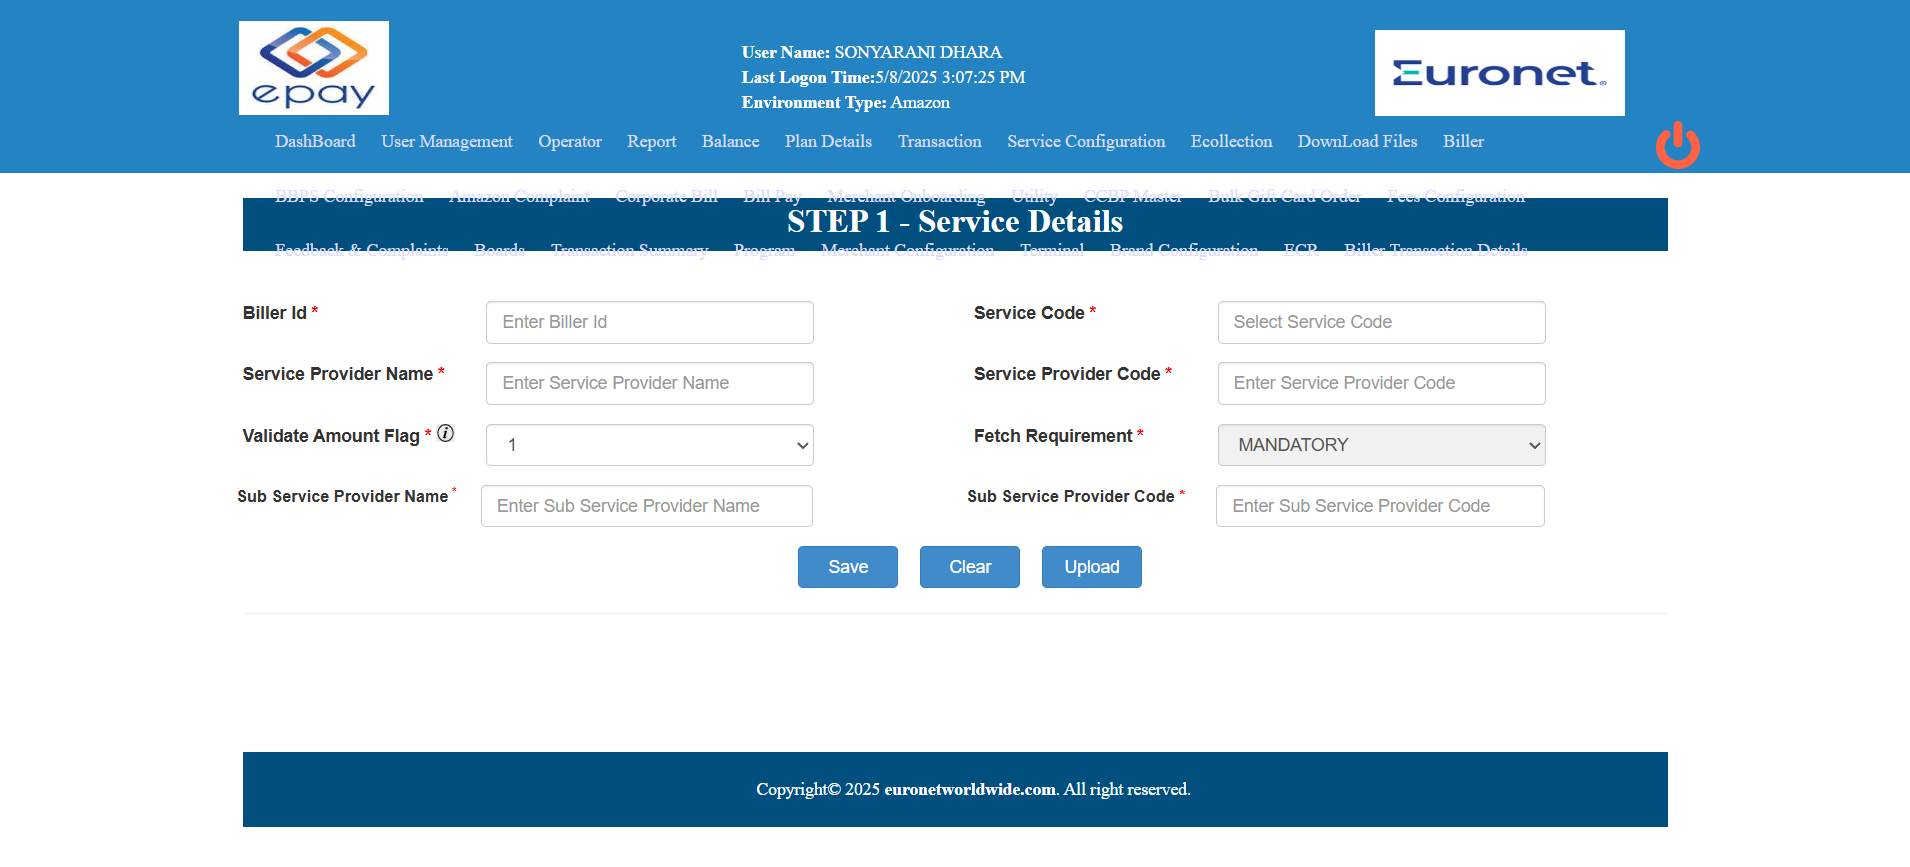 epay
User Name: SONYARANI DHARA
Last Logon Time:5/8/2025 3:07:25 PM
Environment Type: Amazon
Euronet
DashBoard User Management Operator Report Balance Plan Details Transaction Service Configuration Ecollection DownLoad Files Biller
BBPS Configuration Amazon Complaint Corporate Bill Bill Pay Merchant Onboarding Utility CCBP Master Bulk Gift Card Order Fees Configuration
STEP 1 - Service Details
Feedback & Complaints Boards Transaction Summary Program Merchant Configuration Terminal Brand Configuration ECR Biller Transaction Details
Biller Id * Enter Biller Id Service Code * Select Service Code
Service Provider Name * Enter Service Provider Name Service Provider Code * Enter Service Provider Code
Validate Amount Flag * i 1 Fetch Requirement * MANDATORY
Sub Service Provider Name * Enter Sub Service Provider Name Sub Service Provider Code * Enter Sub Service Provider Code
Save Clear Upload
Copyright© 2025 euronetworldwide.com. All right reserved.